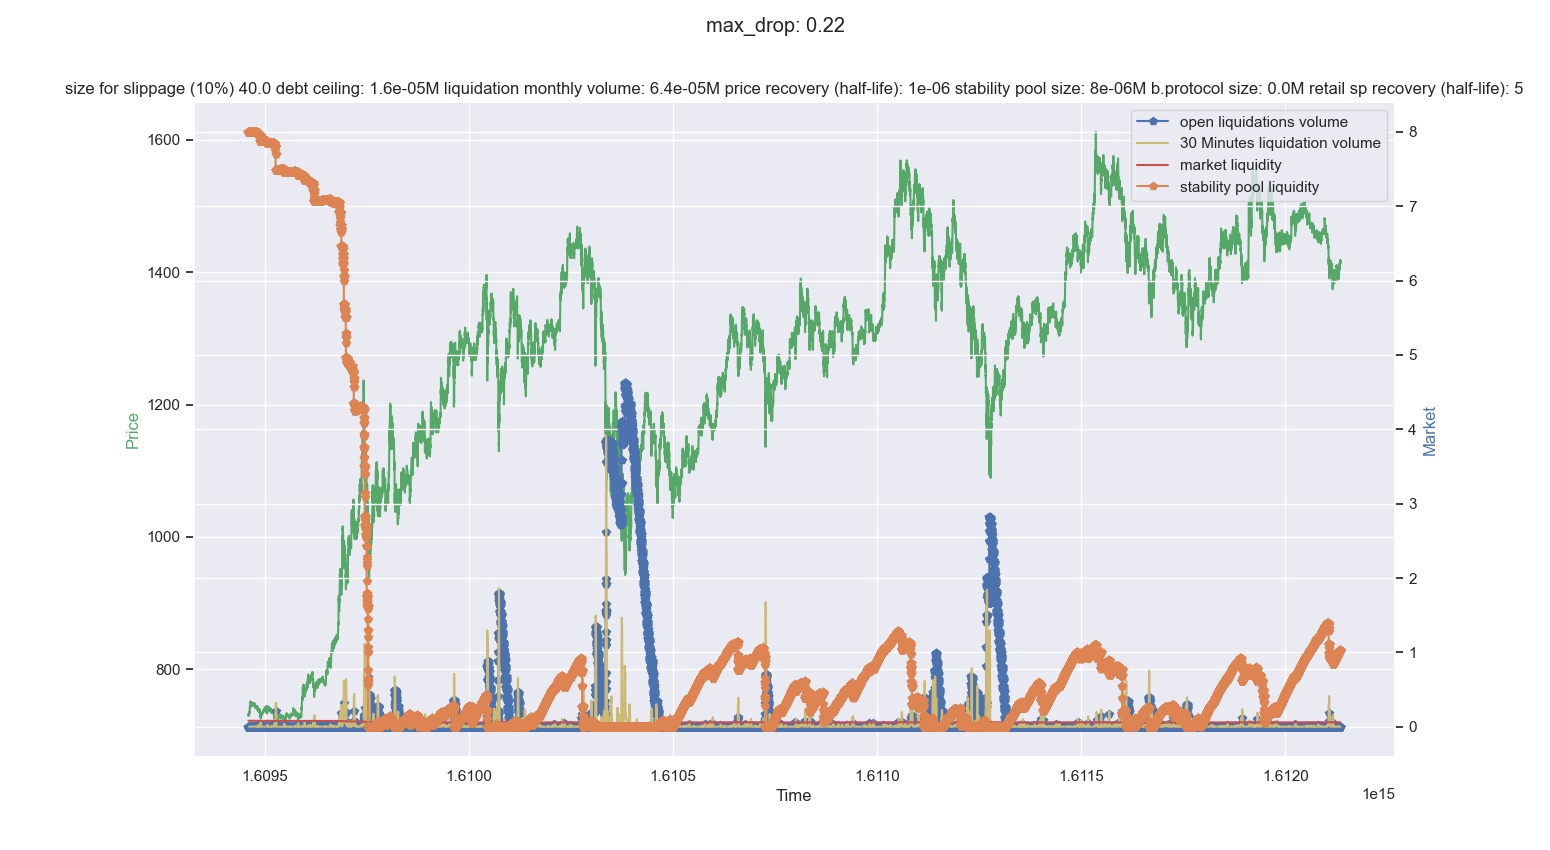 max_drop: 0.22
size for slippage (10%) 40.0 debt ceiling: 1.6e-05M liquidation monthly volume: 6.4e-05M price recovery (half-life): 1e-06 stability pool size: 8e-06M b.protocol size: 0.0M retail sp recovery (half-life): 5
open liquidations volume
30 Minutes liquidation volume
market liquidity
stability pool liquidity
1600
1400
1200
1000
800
Price
8
7
6
5
4
3
2
1
0
Market
1.6095
1.6100
1.6105
1.6110
1.6115
1.6120
1e15
Time